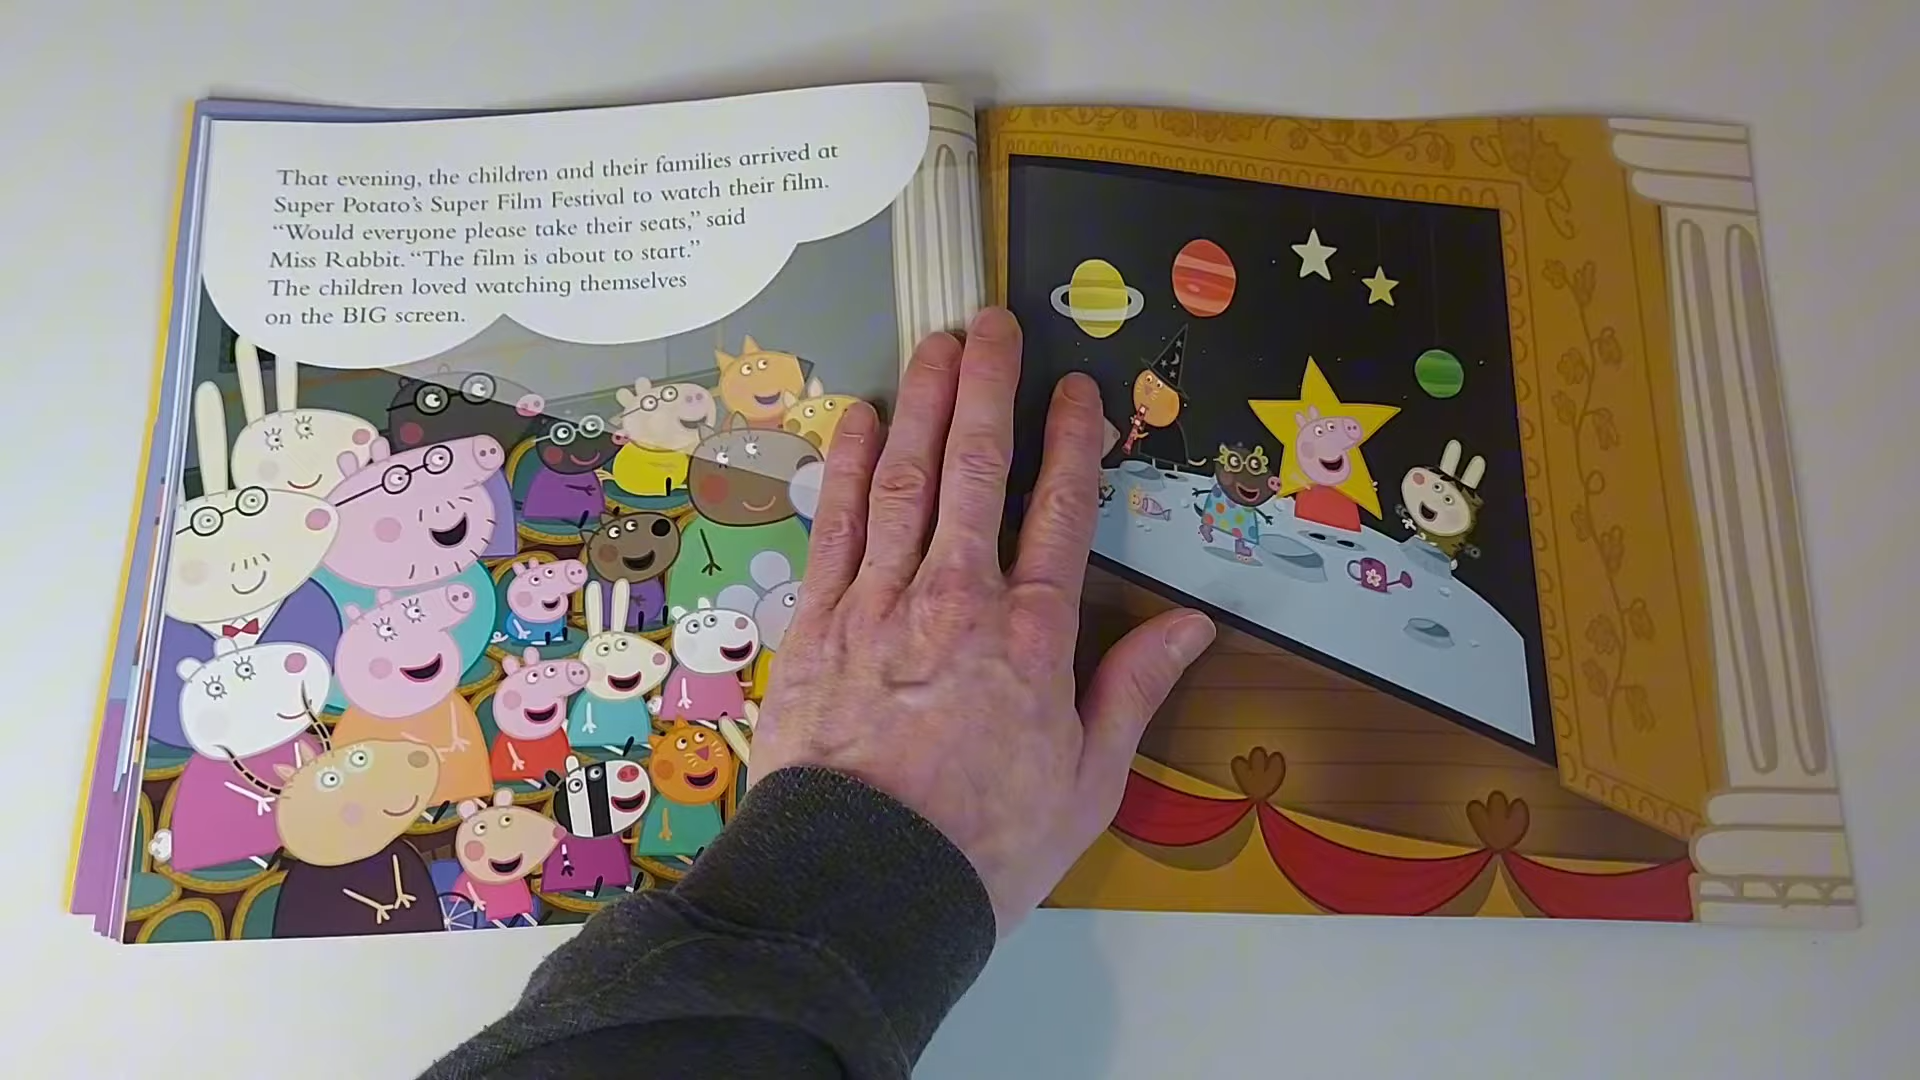 That evening, the children and their families arrived at
Super Potato's Super Film Festival to watch their film.
"Would everyone please take their seats," said
Miss Rabbit. "The film is about to start."
The children loved watching themselves
on the BIG screen.